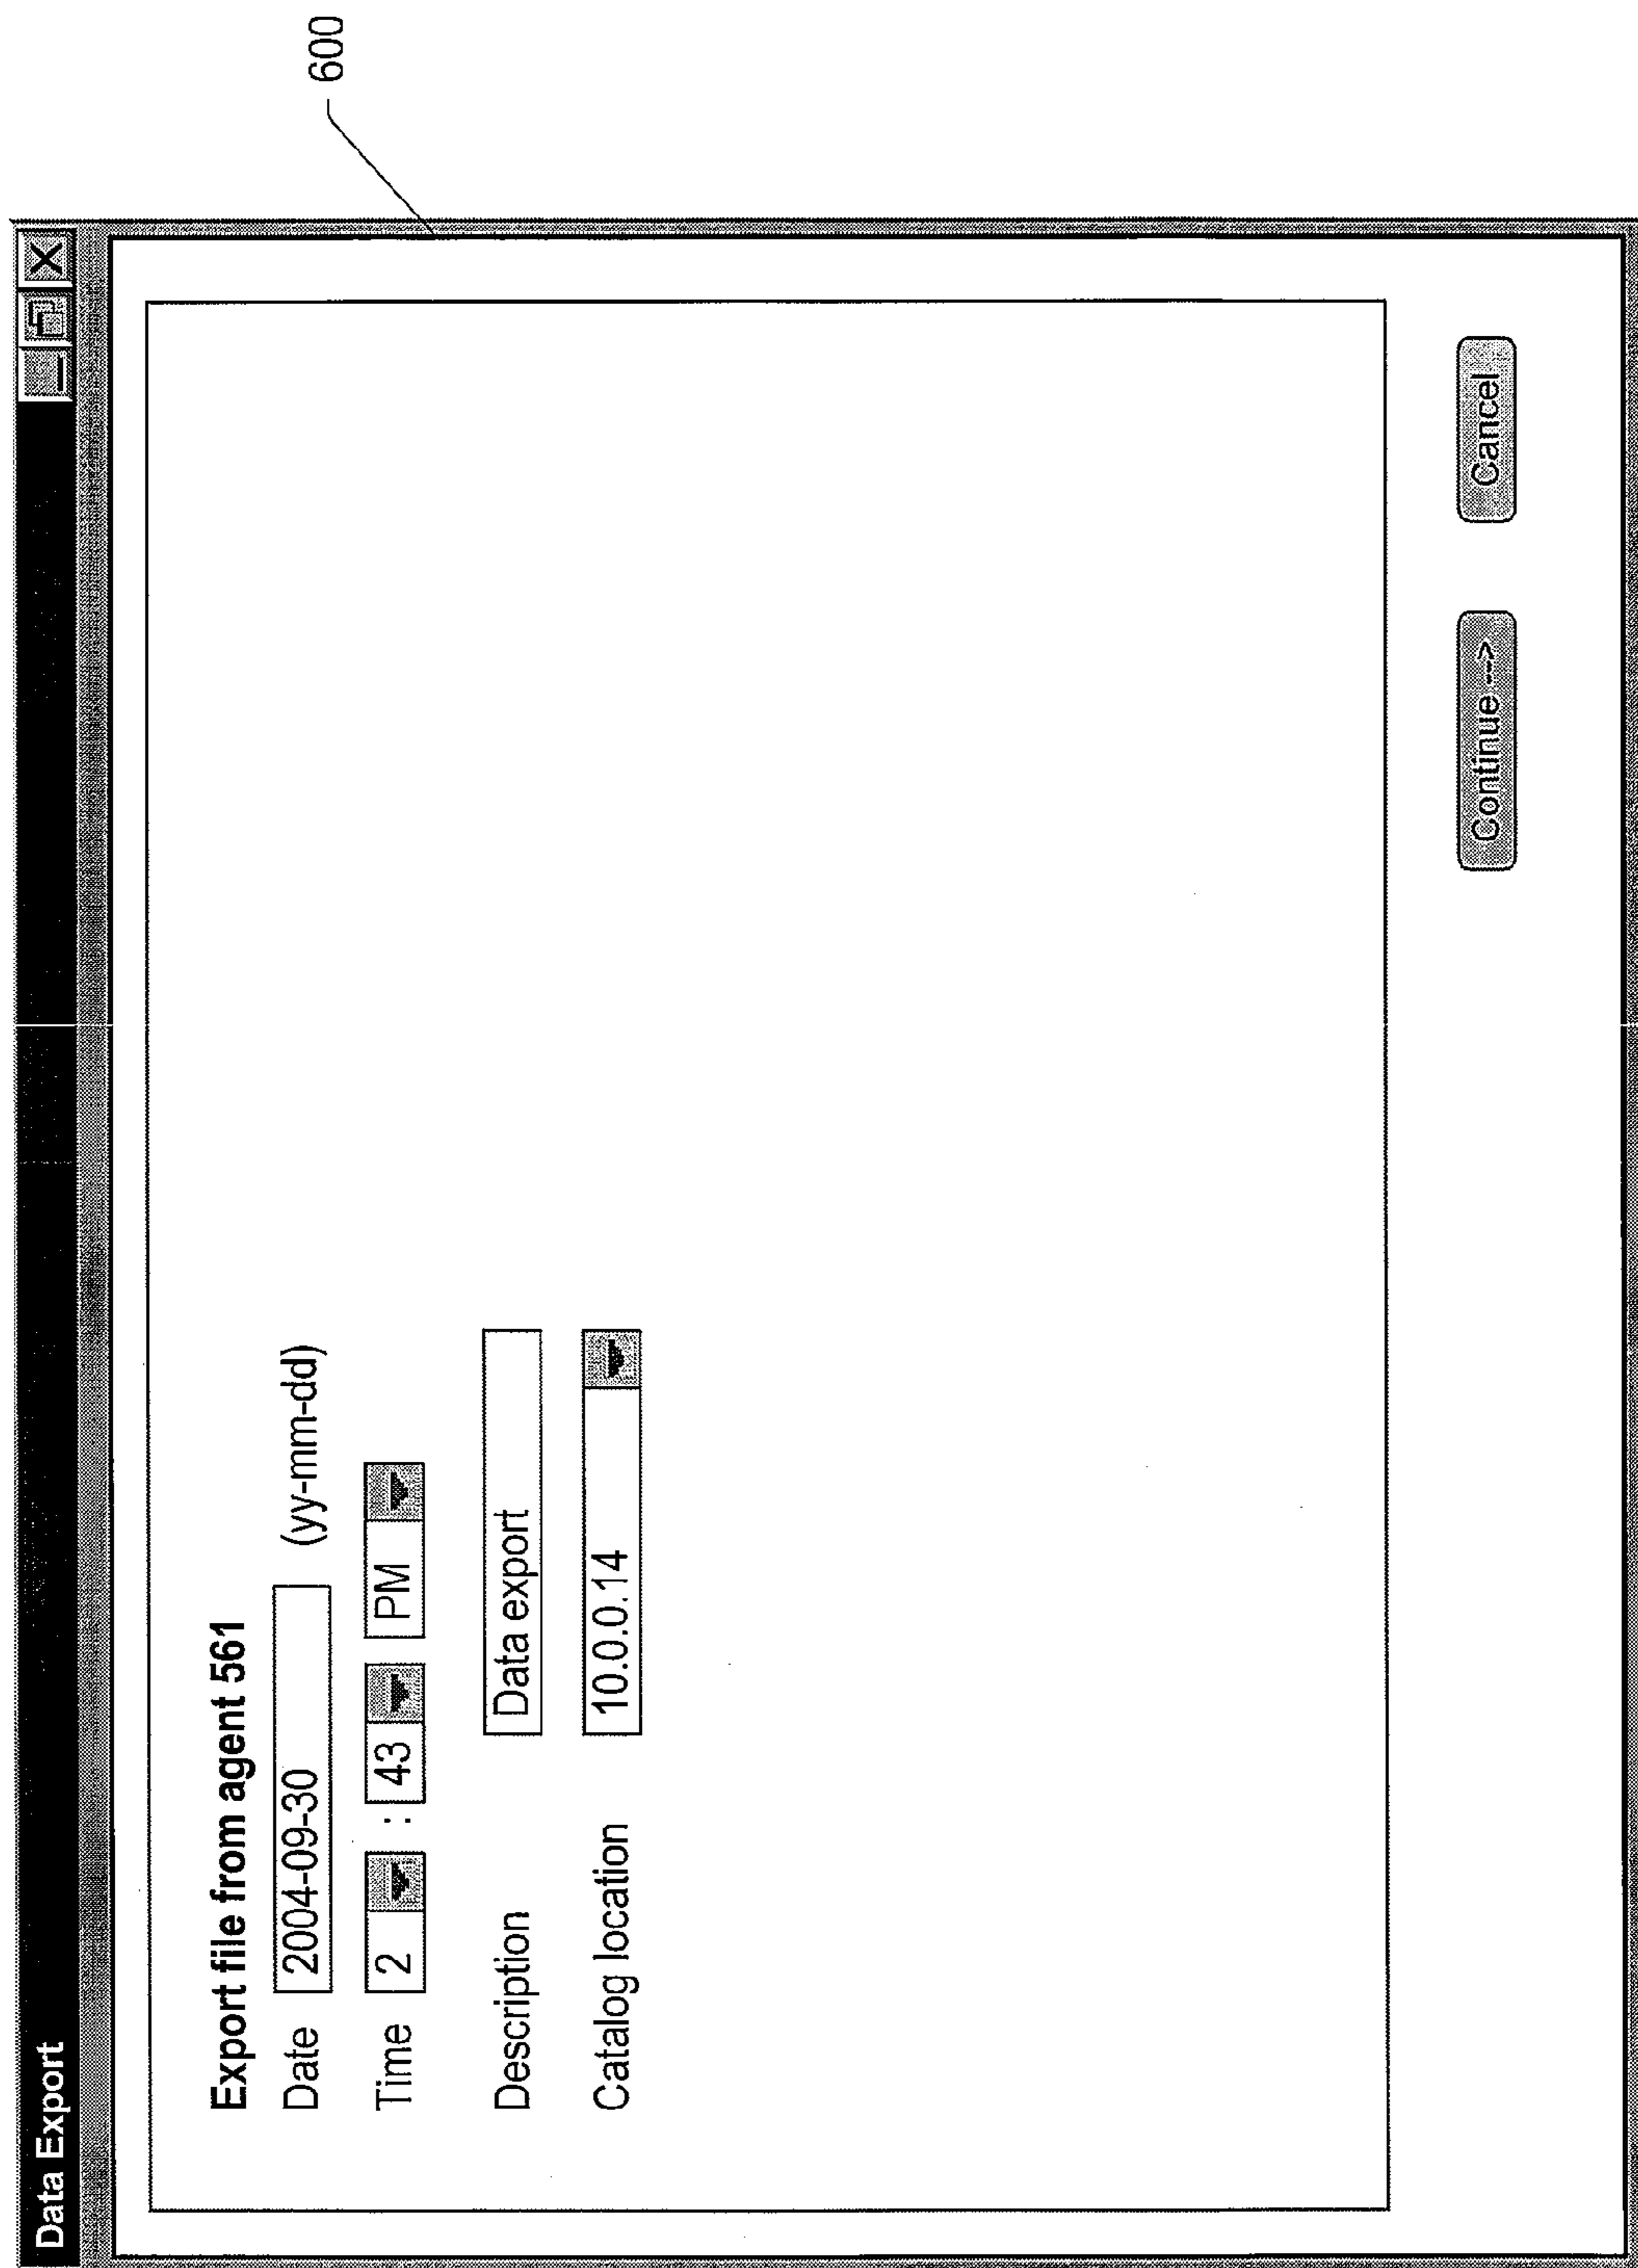 Data Export
600
Export file from agent 561
Date 2004-09-30 (yy-mm-dd)
Time 2 : 43 PM
Description Data export
Catalog location 10.0.0.14
Continue --> Cancel